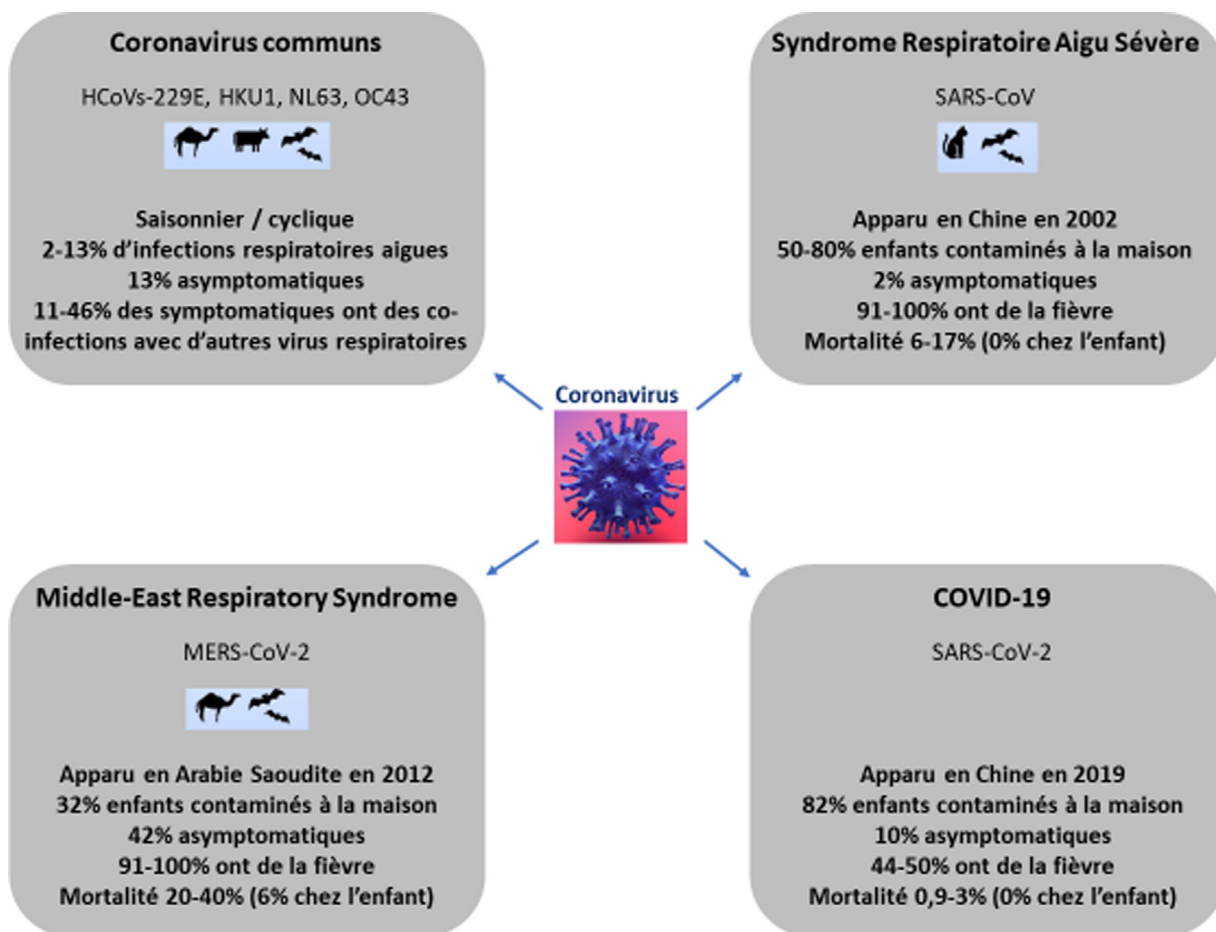 Coronavirus communs
HCoVs-229E, HKU1, NL63, OC43
Saisonnier / cyclique
2-13% d’infections respiratoires aigues
13% asymptomatiques
11-46% des symptomatiques ont des co-
infections avec d’autres virus respiratoires
Syndrome Respiratoire Aigu Sévère
SARS-CoV
Apparu en Chine en 2002
50-80% enfants contaminés à la maison
2% asymptomatiques
91-100% ont de la fièvre
Mortalité 6-17% (0% chez l’enfant)
Coronavirus
Middle-East Respiratory Syndrome
MERS-CoV-2
Apparu en Arabie Saoudite en 2012
32% enfants contaminés à la maison
42% asymptomatiques
91-100% ont de la fièvre
Mortalité 20-40% (6% chez l’enfant)
COVID-19
SARS-CoV-2
Apparu en Chine en 2019
82% enfants contaminés à la maison
10% asymptomatiques
44-50% ont de la fièvre
Mortalité 0,9-3% (0% chez l’enfant)